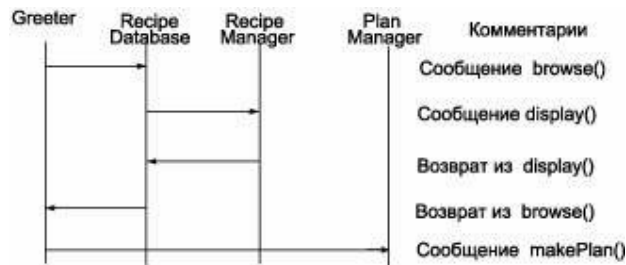 Greeter
Recipe
Database
Recipe
Manager
Plan
Manager
Комментарии
Сообщение browse()
Сообщение display()
Возврат из display()
Возврат из browse()
Сообщение makePlan()